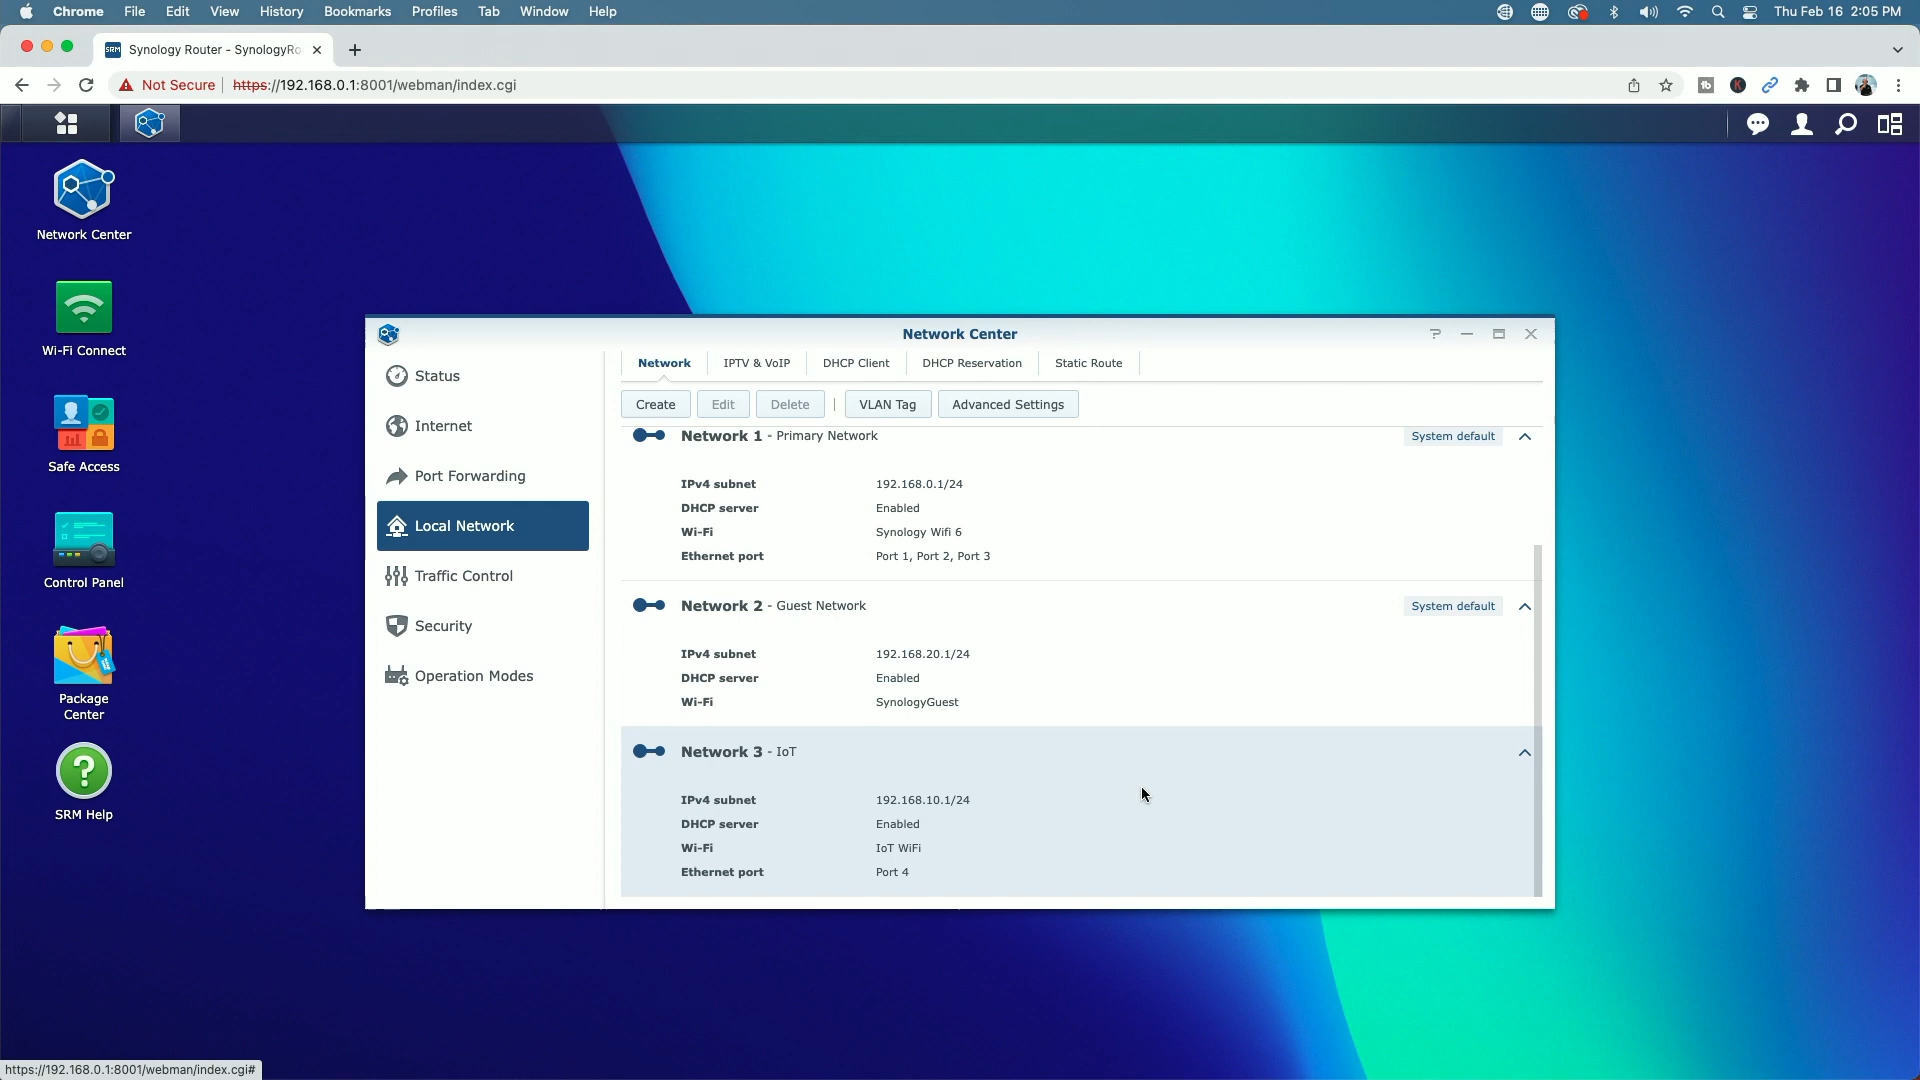 Chrome File Edit View History Bookmarks Profiles Tab Window Help Thu Feb 16 2:05 PM
SRM Synology Router - SynologyRo
Not Secure https://192.168.0.1:8001/webman/index.cgi
Network Center
Wi-Fi Connect
Safe Access
Control Panel
Package
Center
?
SRM Help
Network Center ?
Status
Internet
Port Forwarding
Local Network
Traffic Control
Security
Operation Modes
Network IPTV & VoIP DHCP Client DHCP Reservation Static Route
Create Edit Delete | VLAN Tag Advanced Settings
Network 1 - Primary Network System default
IPv4 subnet 192.168.0.1/24
DHCP server Enabled
Wi-Fi Synology Wifi 6
Ethernet port Port 1, Port 2, Port 3
Network 2 - Guest Network System default
IPv4 subnet 192.168.20.1/24
DHCP server Enabled
Wi-Fi SynologyGuest
Network 3 - IoT
IPv4 subnet 192.168.10.1/24
DHCP server Enabled
Wi-Fi IoT WiFi
Ethernet port Port 4
https://192.168.0.1:8001/webman/index.cgi#